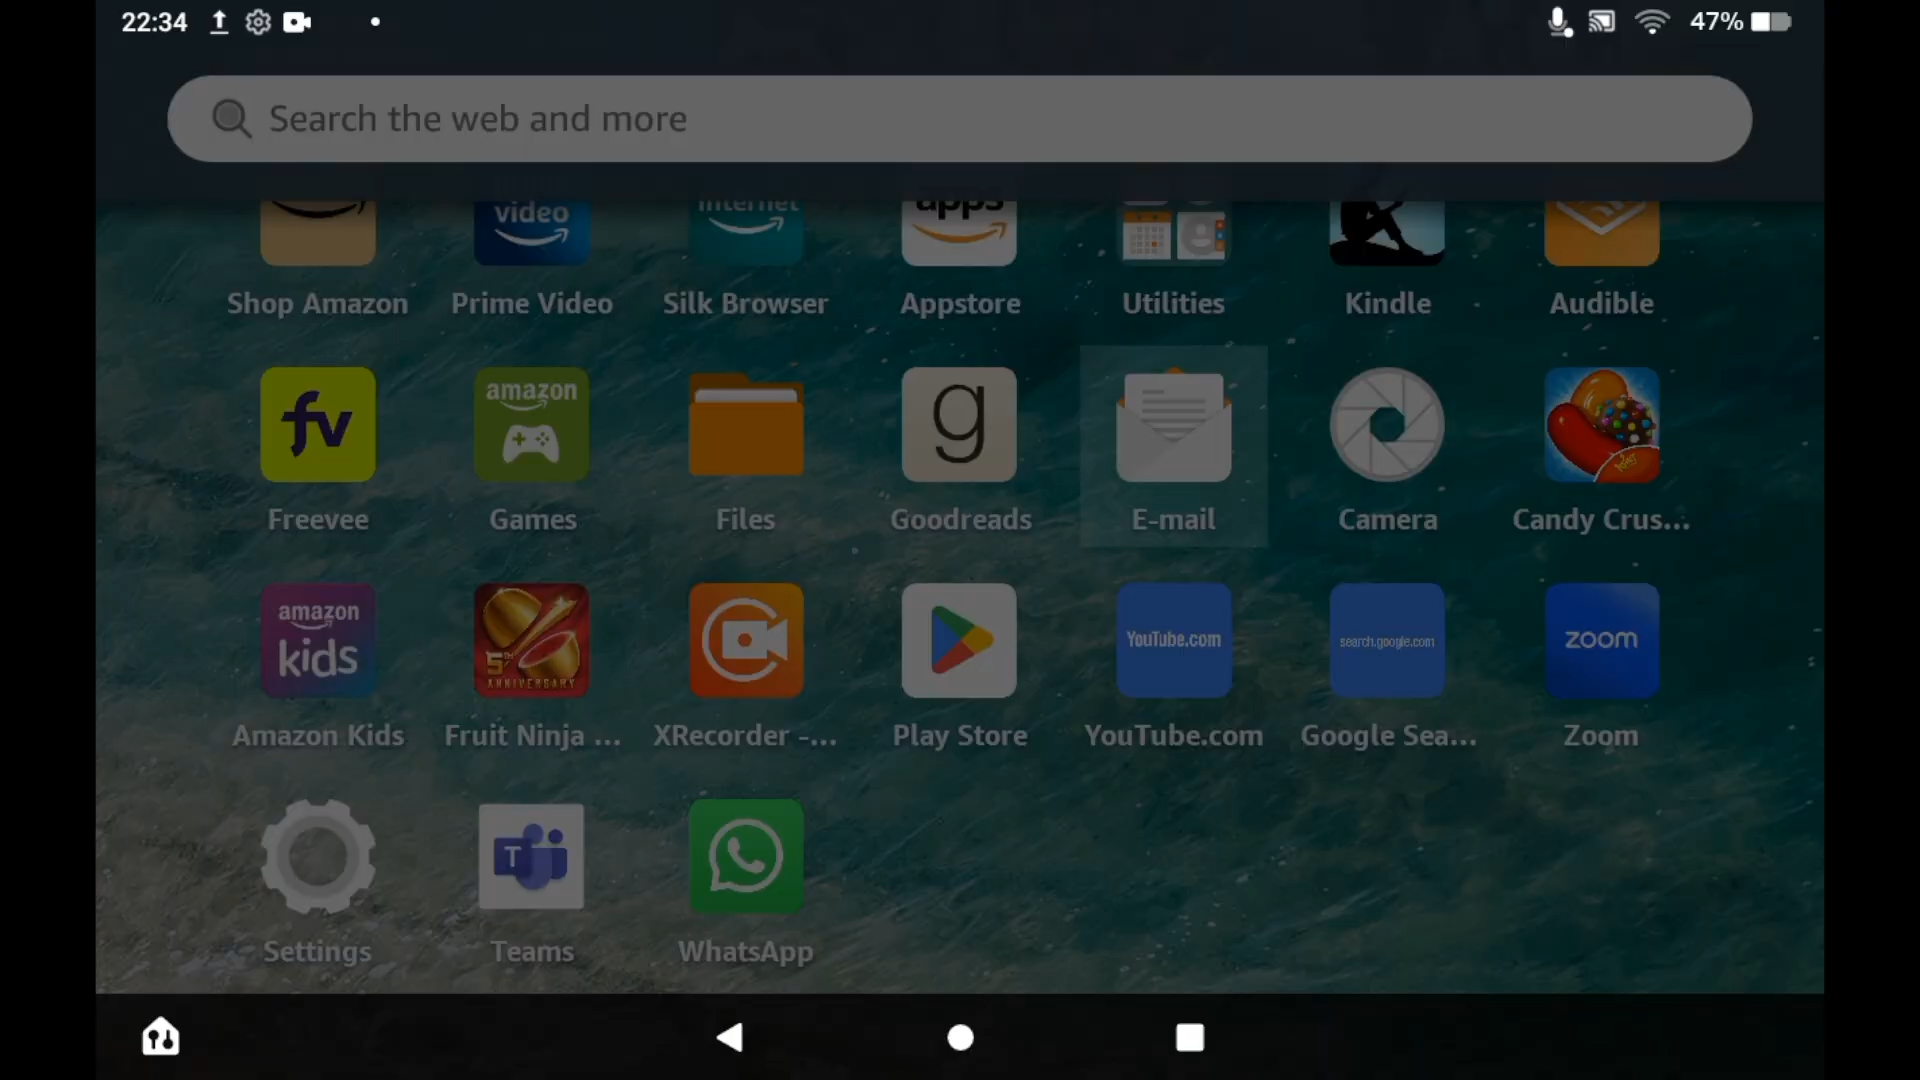 22:34
47%
Search the web and more
video
internet
apps
Shop Amazon Prime Video Silk Browser Appstore Utilities Kindle Audible
fv
amazon
g
Freevee Games Files Goodreads E-mail Camera Candy Crus...
amazon
kids
5TH
ANNIVERSARY
YouTube.com
search.google.com
zoom
Amazon Kids Fruit Ninja ... XRecorder -... Play Store YouTube.com Google Sea... Zoom
T
Settings Teams WhatsApp